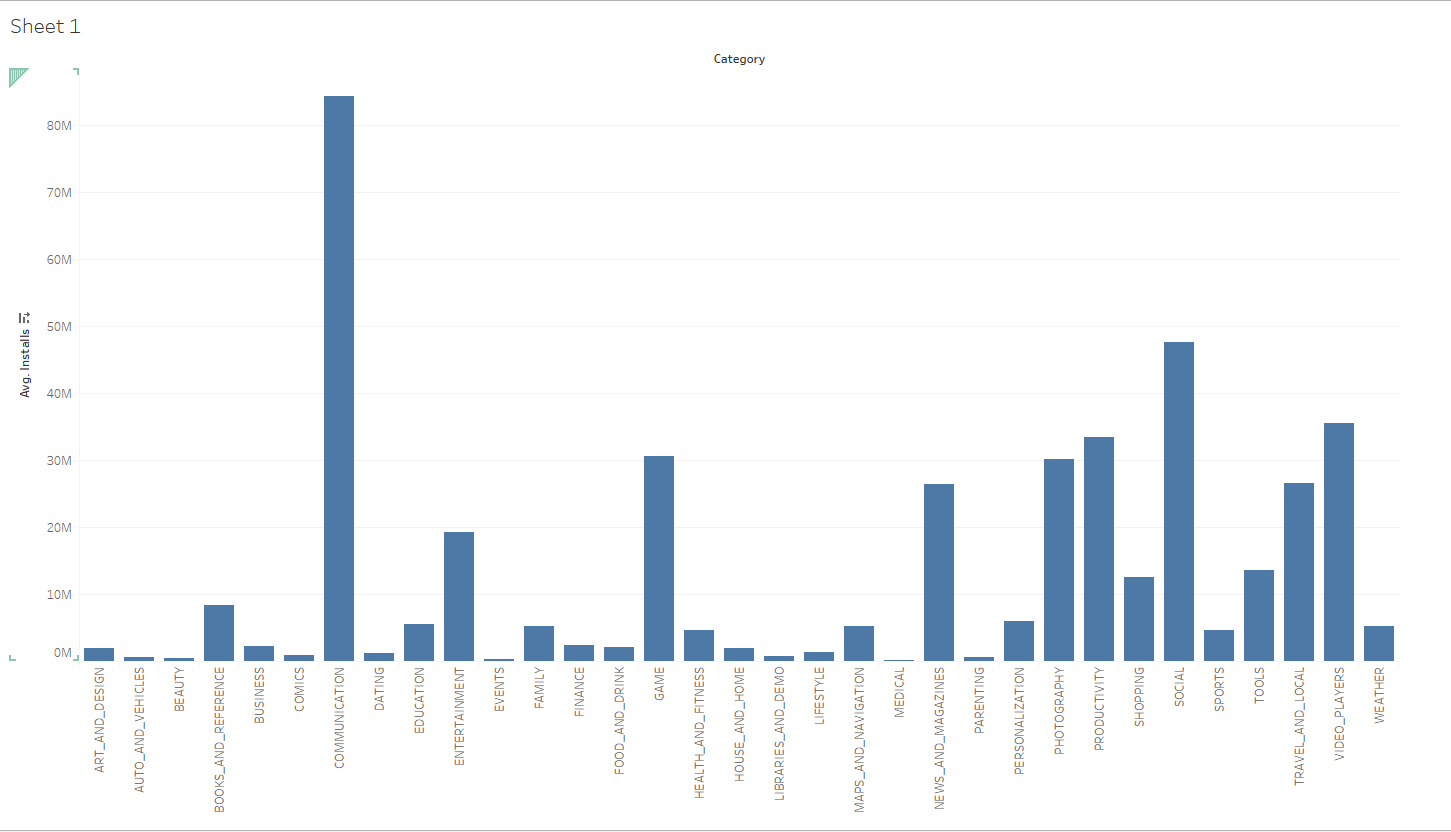 Sheet 1
Category
80M
70M
60M
50M
40M
30M
20M
10M
0M
Avg. Installs
ART_AND_DESIGN
AUTO_AND_VEHICLES
BEAUTY
BOOKS_AND_REFERENCE
BUSINESS
COMICS
COMMUNICATION
DATING
EDUCATION
ENTERTAINMENT
EVENTS
FAMILY
FINANCE
FOOD_AND_DRINK
GAME
HEALTH_AND_FITNESS
HOUSE_AND_HOME
LIBRARIES_AND_DEMO
LIFESTYLE
MAPS_AND_NAVIGATION
MEDICAL
NEWS_AND_MAGAZINES
PARENTING
PERSONALIZATION
PHOTOGRAPHY
PRODUCTIVITY
SHOPPING
SOCIAL
SPORTS
TOOLS
TRAVEL_AND_LOCAL
VIDEO_PLAYERS
WEATHER